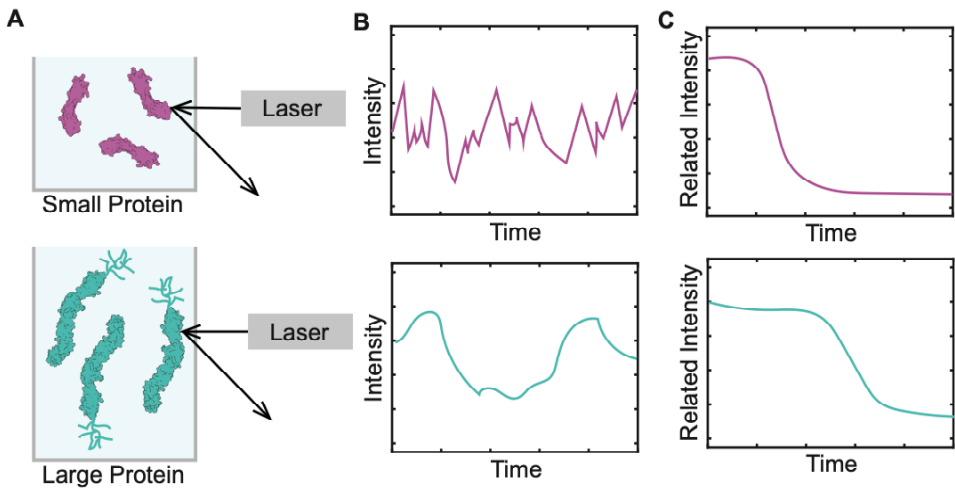 A
Laser
Small Protein
Laser
Large Protein
B
Intensity
Time
Intensity
Time
C
Related Intensity
Time
Related Intensity
Time